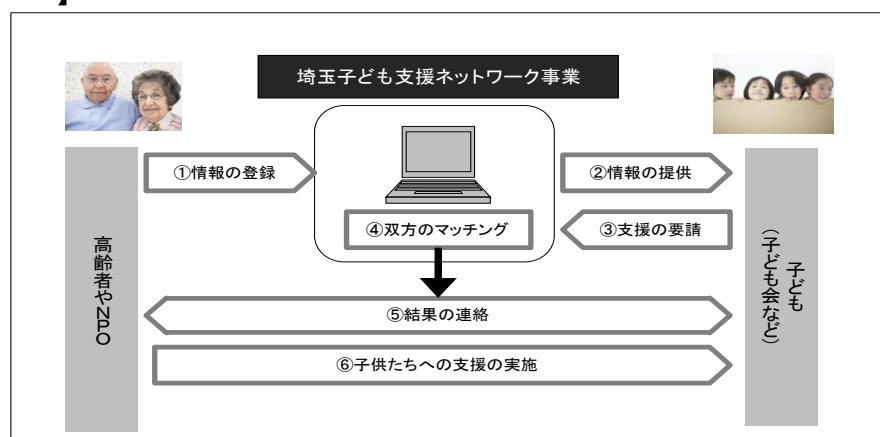 】
埼玉子ども支援ネットワーク事業
①情報の登録
②情報の提供
④双方のマッチング
③支援の要請
高齢者やNPO
子ども
（子ども会など）
⑤結果の連絡
⑥子供たちへの支援の実施